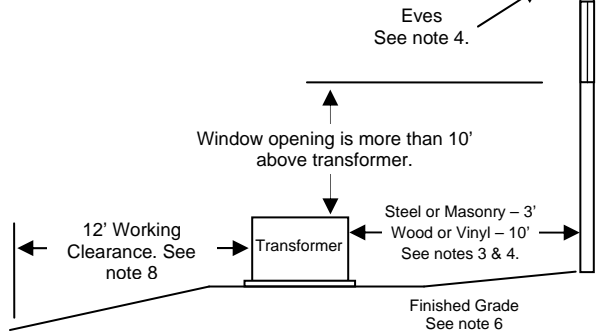 Eves
See note 4.
Window opening is more than 10’
above transformer.
12’ Working
Clearance. See
note 8
Transformer
Steel or Masonry – 3’
Wood or Vinyl – 10’
See notes 3 & 4.
Finished Grade
See note 6